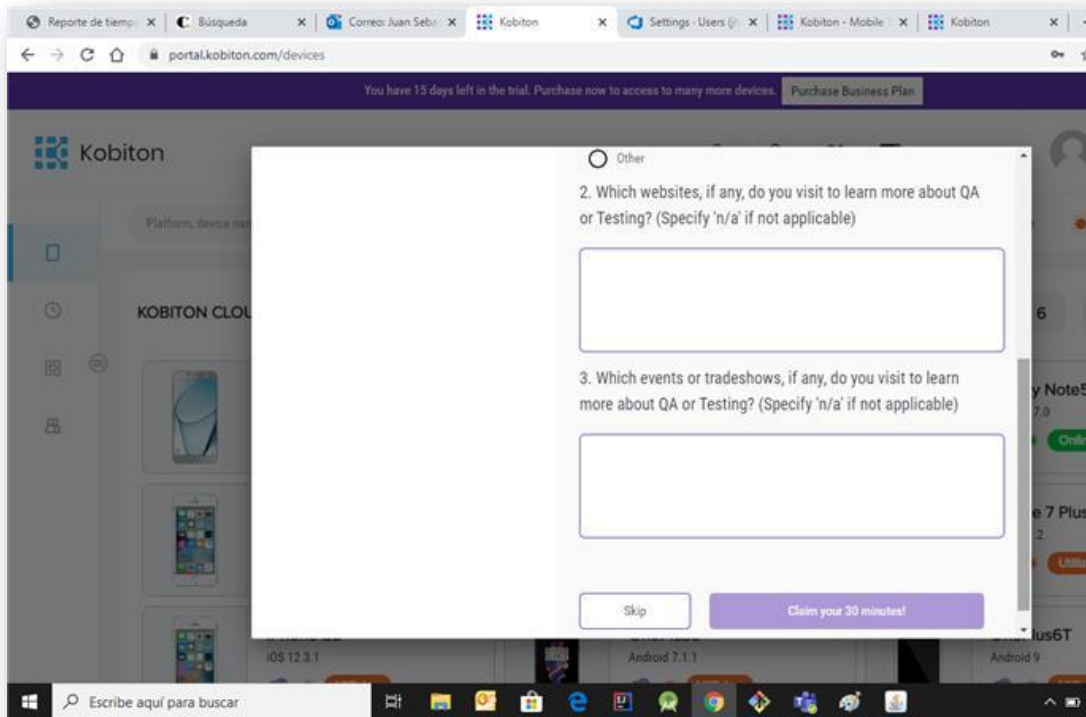 Reporte de tiemp
Búsqueda
Correo: Juan Seba
Kobiton
Settings - Users
Kobiton - Mobile
Kobiton
portal.kobiton.com/devices
You have 15 days left in the trial. Purchase now to access to many more devices. Purchase Business Plan
Kobiton
Other
2. Which websites, if any, do you visit to learn more about QA
or Testing? (Specify 'n/a' if not applicable)
Platform, device nam
KOBITON CLOU
6
3. Which events or tradeshows, if any, do you visit to learn
more about QA or Testing? (Specify 'n/a' if not applicable)
y Note5
7.0
Onlin
e 7 Plus
.2
Utiliz
Skip
Claim your 30 minutes!
iOS 12.3.1
Android 7.1.1
lus6T
Android 9
Escribe aquí para buscar